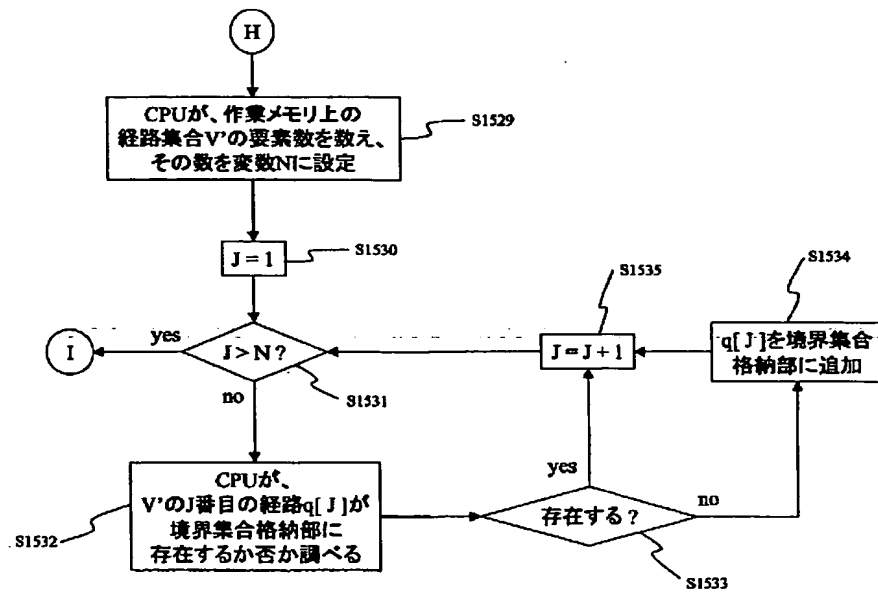 H
CPUが、作業メモリ上の
経路集合V'の要素数を数え、
その数を変数Nに設定
S1529
J = 1
S1530
J > N ?
yes
I
no
S1531
CPUが、
V'のJ番目の経路q[ J ]が
境界集合格納部に
存在するか否か調べる
S1532
存在する?
S1533
yes
no
J = J + 1
S1535
q[ J ]を境界集合
格納部に追加
S1534